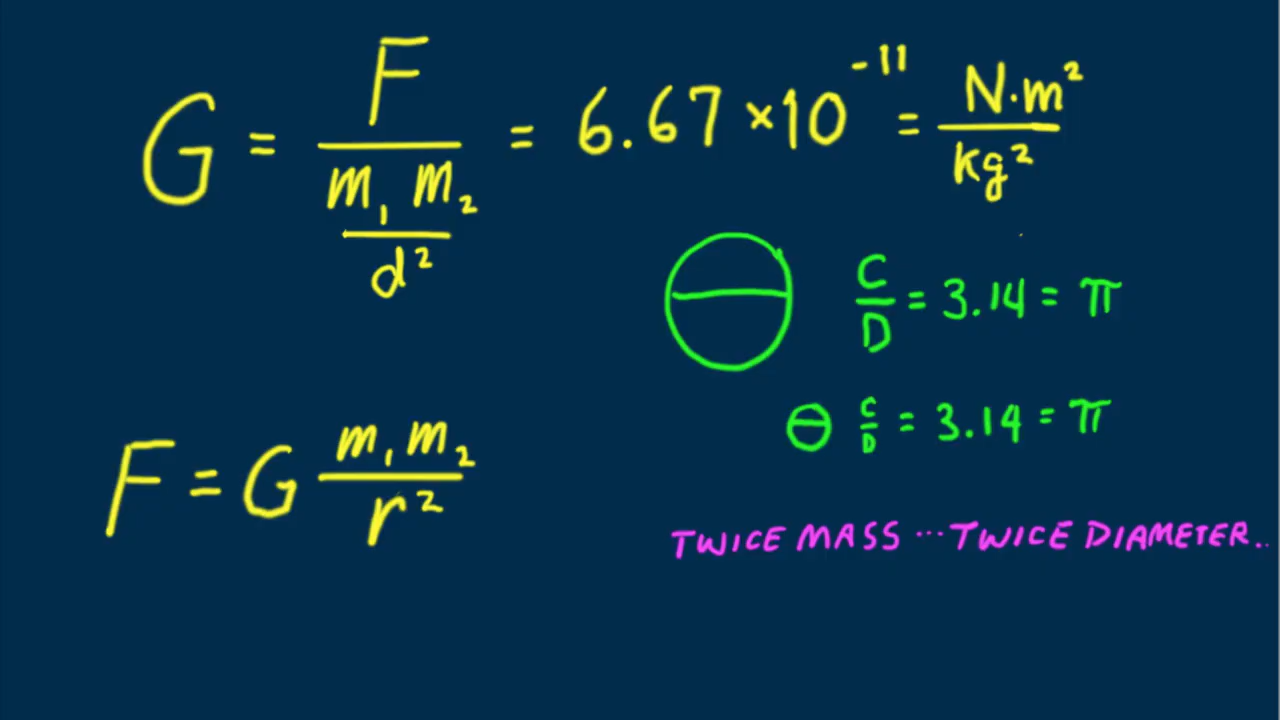 G = F / (m₁ m₂ / d²) = 6.67 ×10⁻¹¹ = N·m² / kg²
C / D = 3.14 = π
C / D = 3.14 = π
F = G m₁ m₂ / r²
TWICE MASS ... TWICE DIAMETER..